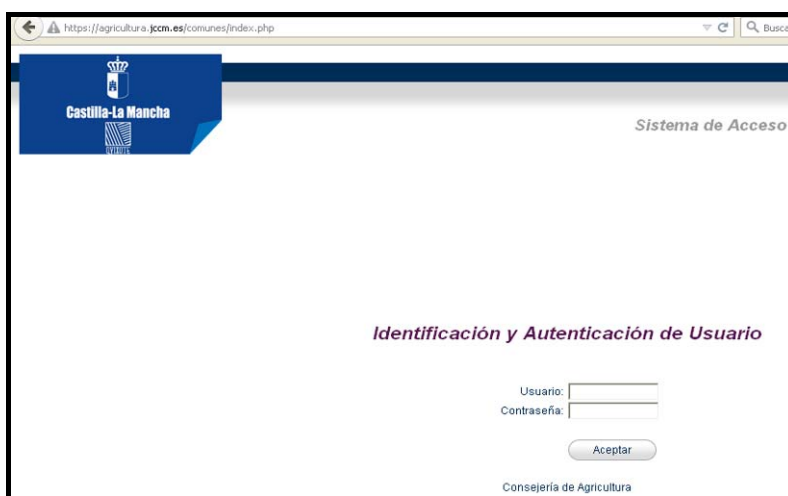 https://agricultura.jccm.es/comunes/index.php
Busca
Castilla-La Mancha
Sistema de Acceso
Identificación y Autenticación de Usuario
Usuario:
Contraseña:
Aceptar
Consejería de Agricultura